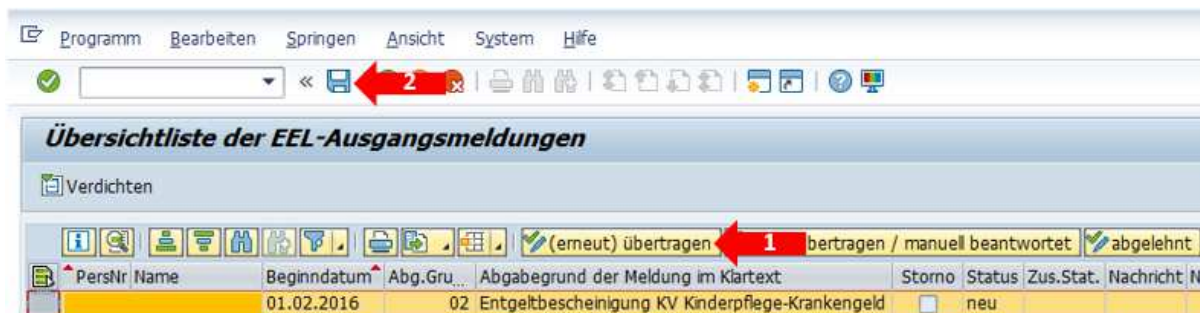 Programm Bearbeiten Springen Ansicht System Hilfe
« 2
Übersichtliste der EEL-Ausgangsmeldungen
Verdichten
(erneut) übertragen 1 bertragen / manuell beantwortet abgelehnt
PersNr Name Beginndatum Abg.Gru... Abgabegrund der Meldung im Klartext Storno Status Zus.Stat. Nachricht N
01.02.2016 02 Entgeltbescheinigung KV Kinderpflege-Krankengeld neu